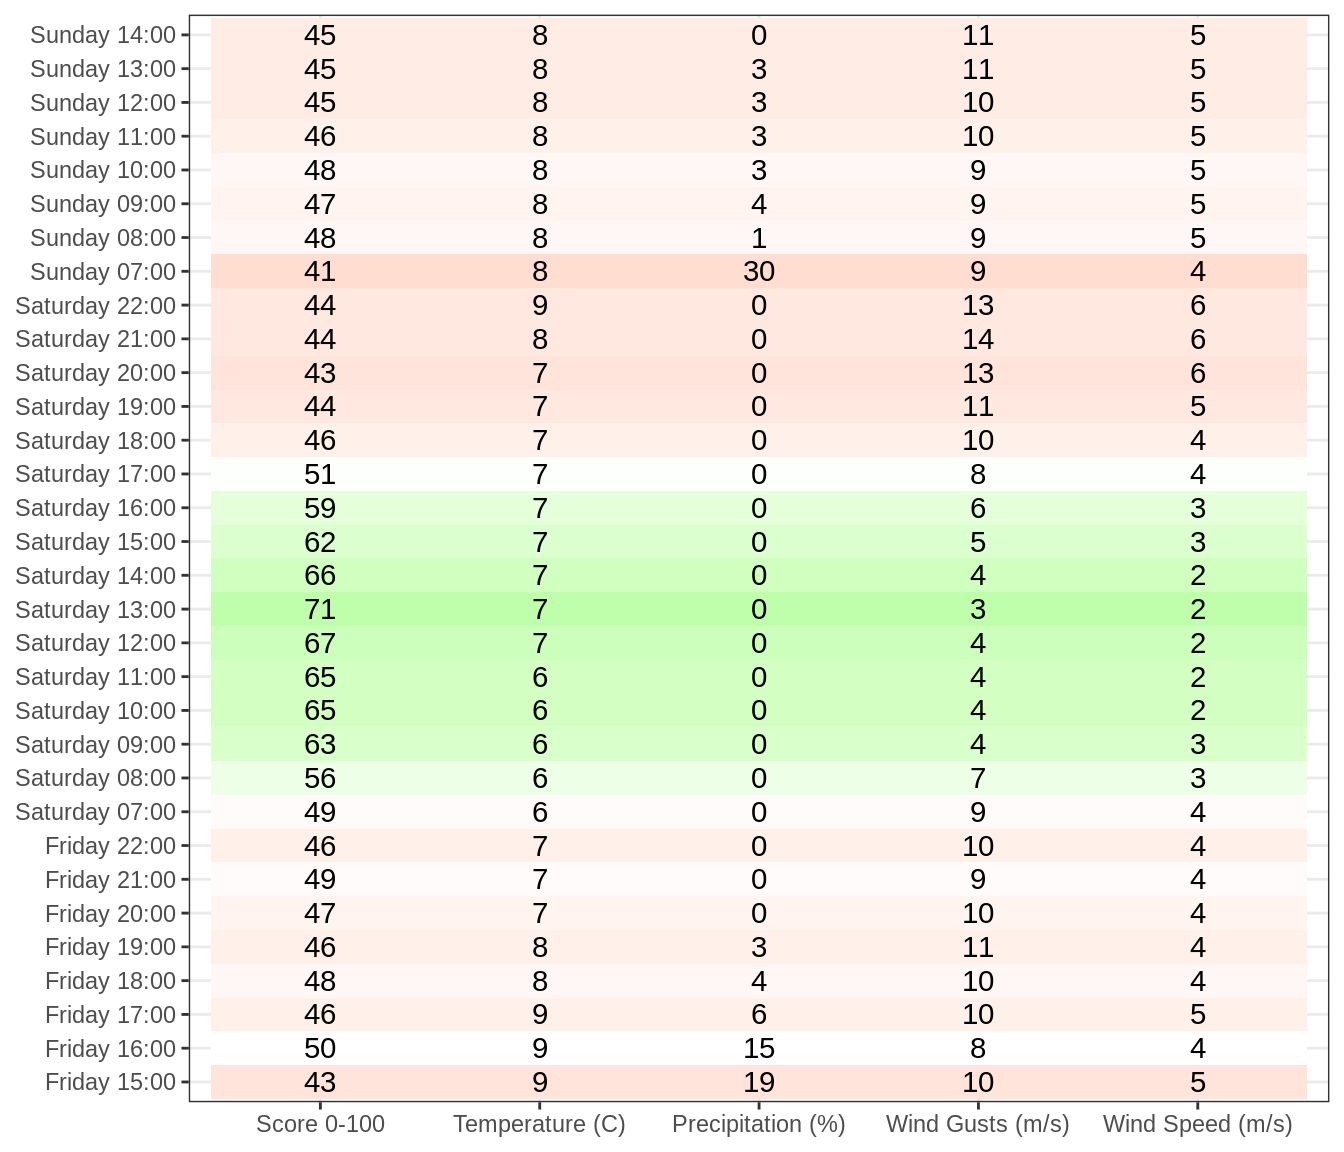 Sunday 14:00 45 8 0 11 5
Sunday 13:00 45 8 3 11 5
Sunday 12:00 45 8 3 10 5
Sunday 11:00 46 8 3 10 5
Sunday 10:00 48 8 3 9 5
Sunday 09:00 47 8 4 9 5
Sunday 08:00 48 8 1 9 5
Sunday 07:00 41 8 30 9 4
Saturday 22:00 44 9 0 13 6
Saturday 21:00 44 8 0 14 6
Saturday 20:00 43 7 0 13 6
Saturday 19:00 44 7 0 11 5
Saturday 18:00 46 7 0 10 4
Saturday 17:00 51 7 0 8 4
Saturday 16:00 59 7 0 6 3
Saturday 15:00 62 7 0 5 3
Saturday 14:00 66 7 0 4 2
Saturday 13:00 71 7 0 3 2
Saturday 12:00 67 7 0 4 2
Saturday 11:00 65 6 0 4 2
Saturday 10:00 65 6 0 4 2
Saturday 09:00 63 6 0 4 3
Saturday 08:00 56 6 0 7 3
Saturday 07:00 49 6 0 9 4
Friday 22:00 46 7 0 10 4
Friday 21:00 49 7 0 9 4
Friday 20:00 47 7 0 10 4
Friday 19:00 46 8 3 11 4
Friday 18:00 48 8 4 10 4
Friday 17:00 46 9 6 10 5
Friday 16:00 50 9 15 8 4
Friday 15:00 43 9 19 10 5
Score 0-100 Temperature (C) Precipitation (%) Wind Gusts (m/s) Wind Speed (m/s)